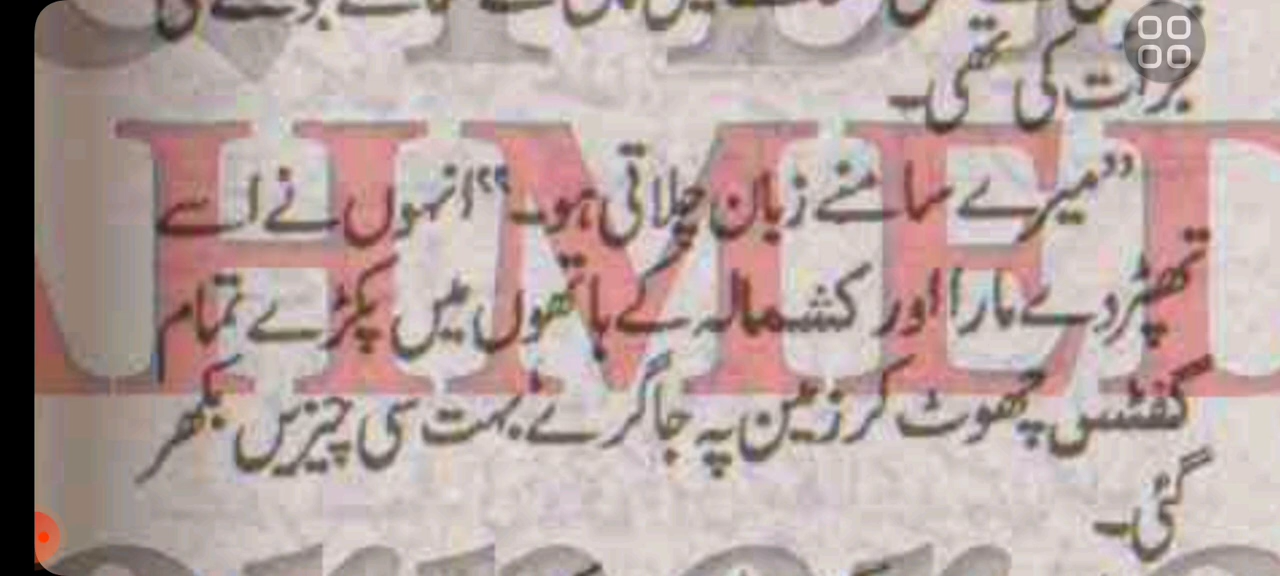 جرأت کی تھی۔
"میرے سامنے زبان چلاتی ہو۔" انہوں نے اسے
تھپڑ دے مارا اور کشمالہ کے ہاتھوں میں پکڑے تمام
گفٹس چھوٹ کر زمین پہ جا گرے بہت سی چیزیں بکھر
گئی۔
HMED